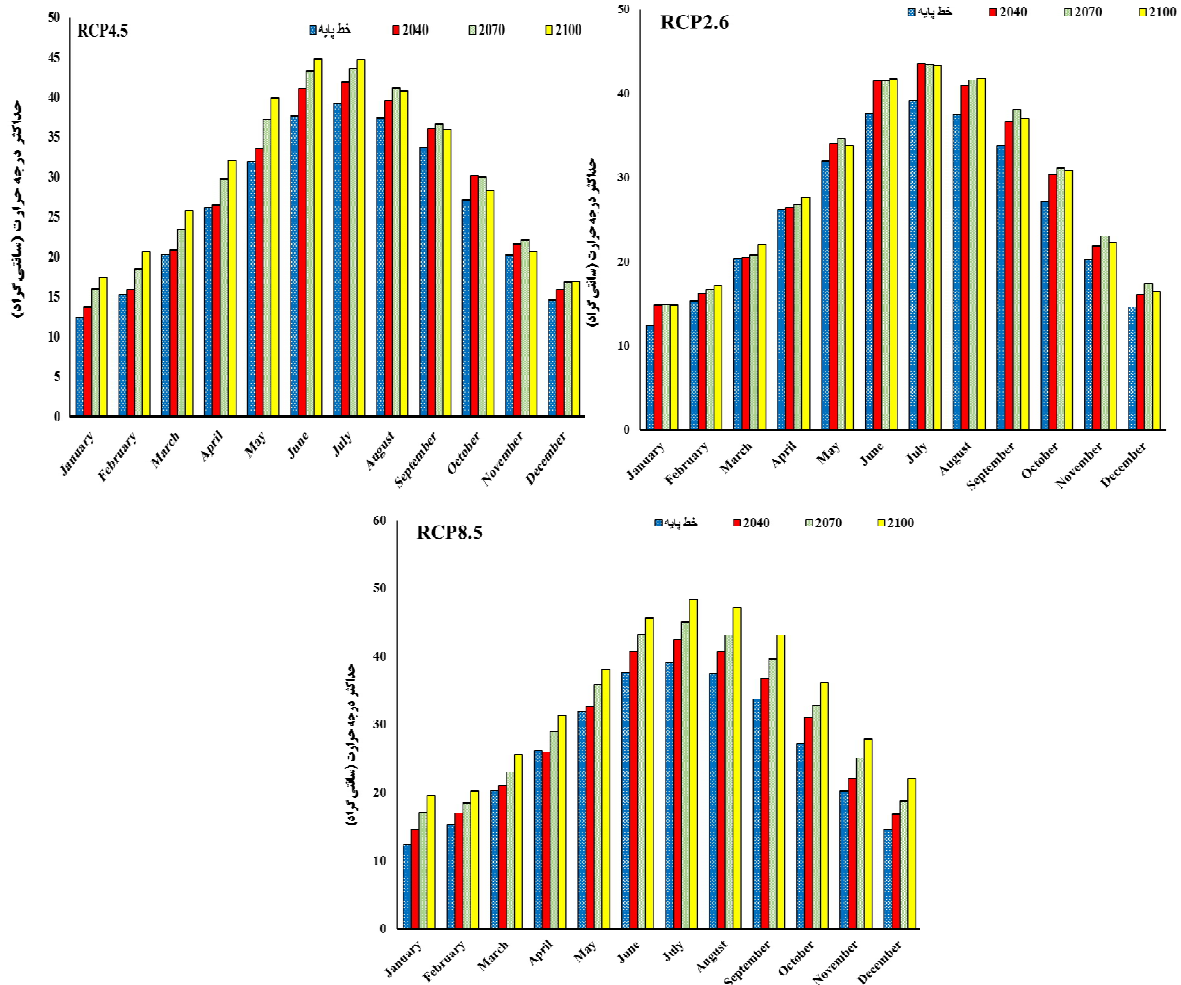 RCP4.5
خط پایه 2040 2070 2100
حداکثر درجه حرارت (سانتی گراد)
50
45
40
35
30
25
20
15
10
5
0
January February March April May June July August September October November December
RCP2.6
خط پایه 2040 2070 2100
حداکثر درجه حرارت (سانتی گراد)
50
40
30
20
10
0
January February March April May June July August September October November December
RCP8.5
خط پایه 2040 2070 2100
حداکثر درجه حرارت (سانتی گراد)
60
50
40
30
20
10
0
January February March April May June July August September October November December